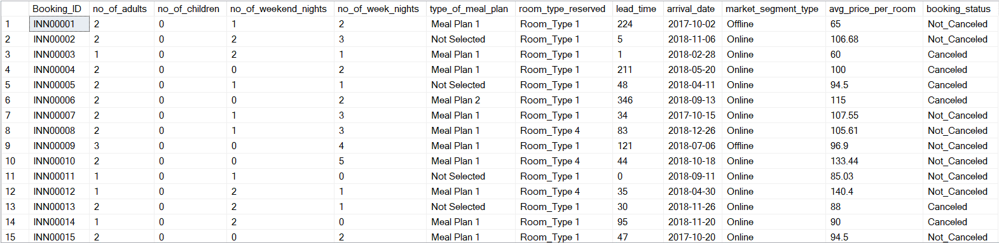 Booking_ID no_of_adults no_of_children no_of_weekend_nights no_of_week_nights type_of_meal_plan room_type_reserved lead_time arrival_date market_segment_type avg_price_per_room booking_status
1 INN00001 2 0 1 2 Meal Plan 1 Room_Type 1 224 2017-10-02 Offline 65 Not_Canceled
2 INN00002 2 0 2 3 Not Selected Room_Type 1 5 2018-11-06 Online 106.68 Not_Canceled
3 INN00003 1 0 2 1 Meal Plan 1 Room_Type 1 1 2018-02-28 Online 60 Canceled
4 INN00004 2 0 0 2 Meal Plan 1 Room_Type 1 211 2018-05-20 Online 100 Canceled
5 INN00005 2 0 1 1 Not Selected Room_Type 1 48 2018-04-11 Online 94.5 Canceled
6 INN00006 2 0 0 2 Meal Plan 2 Room_Type 1 346 2018-09-13 Online 115 Canceled
7 INN00007 2 0 1 3 Meal Plan 1 Room_Type 1 34 2017-10-15 Online 107.55 Not_Canceled
8 INN00008 2 0 1 3 Meal Plan 1 Room_Type 4 83 2018-12-26 Online 105.61 Not_Canceled
9 INN00009 3 0 0 4 Meal Plan 1 Room_Type 1 121 2018-07-06 Offline 96.9 Not_Canceled
10 INN00010 2 0 0 5 Meal Plan 1 Room_Type 4 44 2018-10-18 Online 133.44 Not_Canceled
11 INN00011 1 0 1 0 Not Selected Room_Type 1 0 2018-09-11 Online 85.03 Not_Canceled
12 INN00012 1 0 2 1 Meal Plan 1 Room_Type 4 35 2018-04-30 Online 140.4 Not_Canceled
13 INN00013 2 0 2 1 Not Selected Room_Type 1 30 2018-11-26 Online 88 Canceled
14 INN00014 1 0 2 0 Meal Plan 1 Room_Type 1 95 2018-11-20 Online 90 Canceled
15 INN00015 2 0 0 2 Meal Plan 1 Room_Type 1 47 2017-10-20 Online 94.5 Not_Canceled